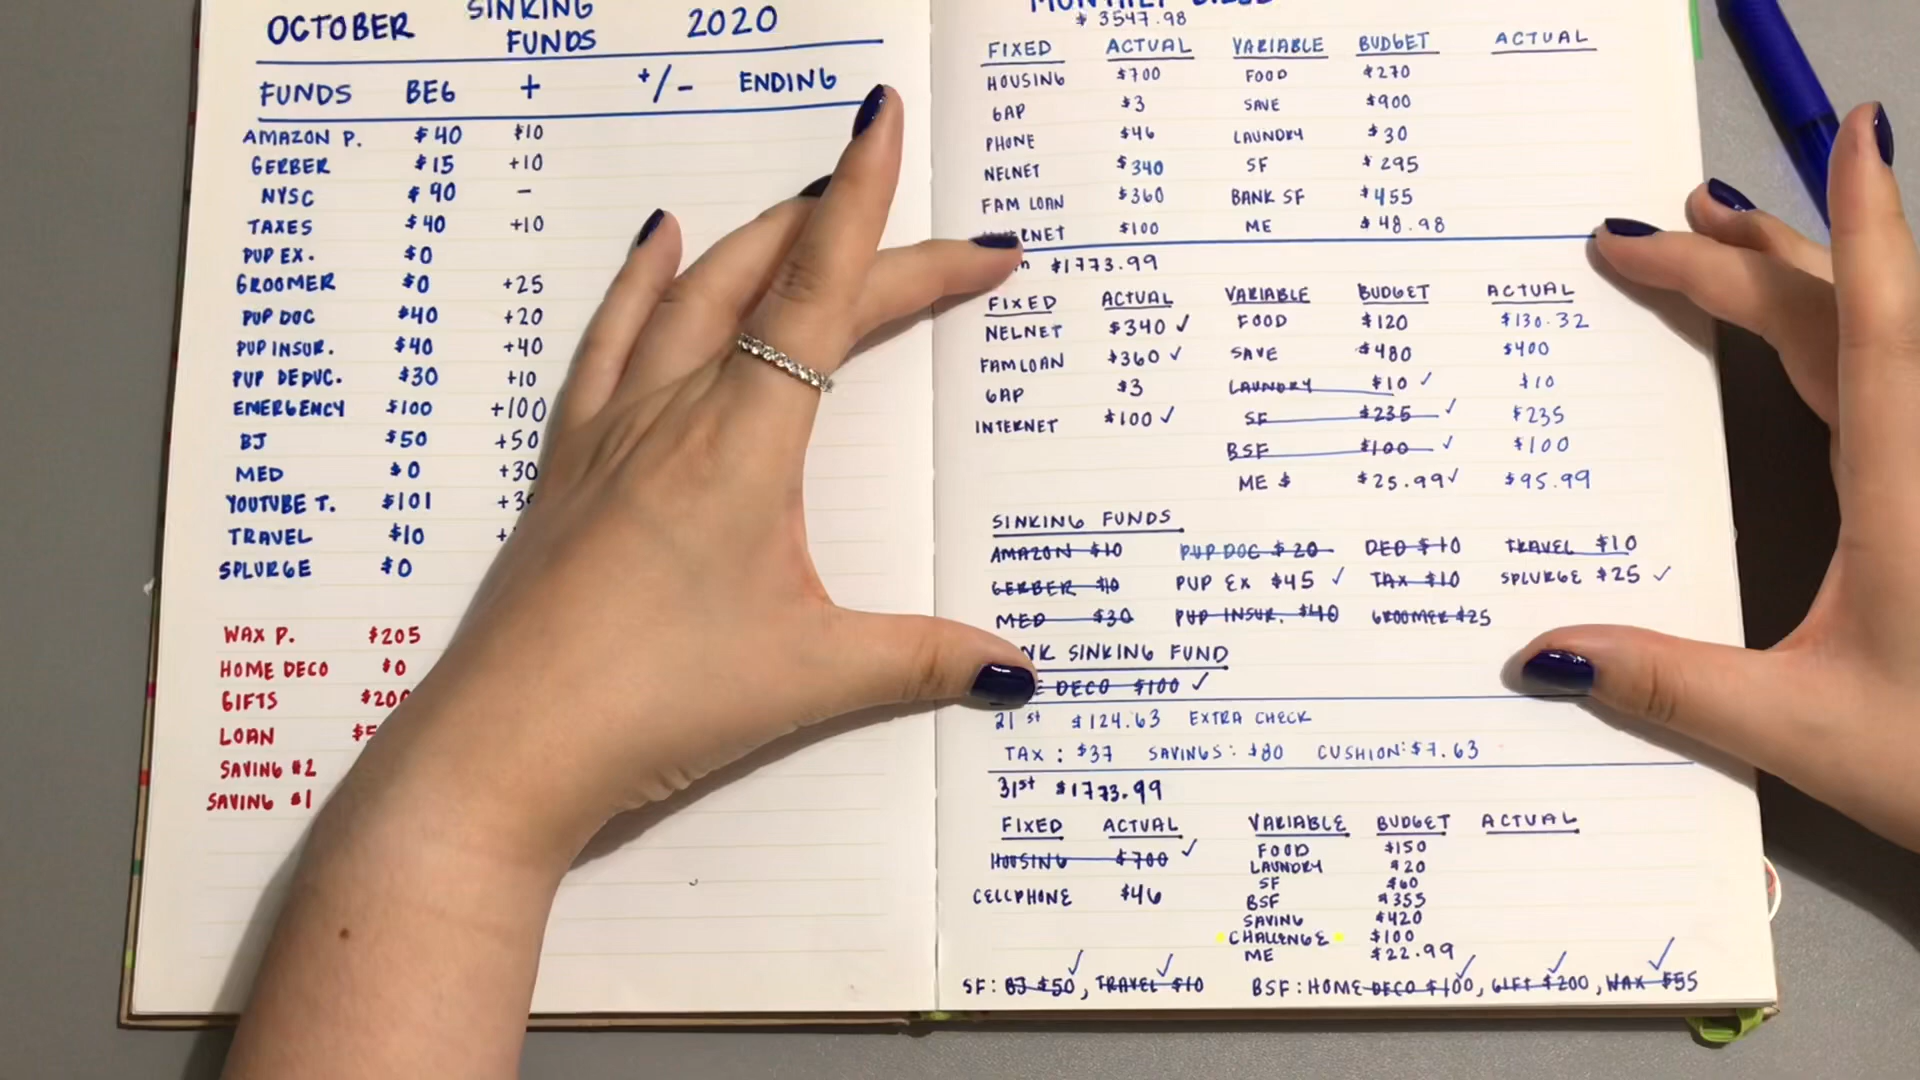 OCTOBER SINKING FUNDS 2020
FUNDS BEG + +/- ENDING
AMAZON P. $40 $10
GERBER $15 +10
NYSC $90 -
TAXES $40 +10
PUP EX. $0
GROOMER $0 +25
PUP DOC $40 +20
PUP INSUR. $40 +40
PUP DEDUC. $30 +10
EMERGENCY $100 +100
BJ $50 +50
MED $0 +30
YOUTUBE T. $101
TRAVEL $10
SPLURGE $0
WAX P. $205
HOME DECO $0
GIFTS $200
LOAN
SAVING #2
SAVING #1
$3547.98
FIXED ACTUAL VARIABLE BUDGET ACTUAL
HOUSING $700 FOOD $270
GAP $3 SAVE $900
PHONE $46 LAUNDRY $30
NELNET $340 SF $295
FAM LOAN $360 BANK SF $455
$100 ME $48.98
$1773.99
FIXED ACTUAL VARIABLE BUDGET ACTUAL
NELNET $340 ✓ FOOD $120 $130.32
FAM LOAN $360 ✓ SAVE $480 $400
GAP $3 LAUNDRY $10 ✓ $10
INTERNET $100 ✓ SF $235 ✓ $235
BSF $100 ✓ $100
ME $ $25.99 ✓ $95.99
SINKING FUNDS
AMAZON $10 PUP DOC $20 DED $10 TRAVEL $10
GERBER $10 PUP EX $45 ✓ TAX $10 SPLURGE $25 ✓
MED $30 PUP INSUR. $40 GROOMER $25
SINKING FUND
DECO $100 ✓
21st $124.63 EXTRA CHECK
TAX: $37 SAVINGS: $80 CUSHION: $7.63
31st $1773.99
FIXED ACTUAL VARIABLE BUDGET ACTUAL
HOUSING $700 ✓ FOOD $150
LAUNDRY $20
CELLPHONE $46 SF $60
BSF $355
SAVING $420
CHALLENGE $100
ME $22.99
SF: BJ $50 ✓, TRAVEL $10 ✓ BSF: HOME DECO $100 ✓, GIFT $200 ✓, WAX $55 ✓